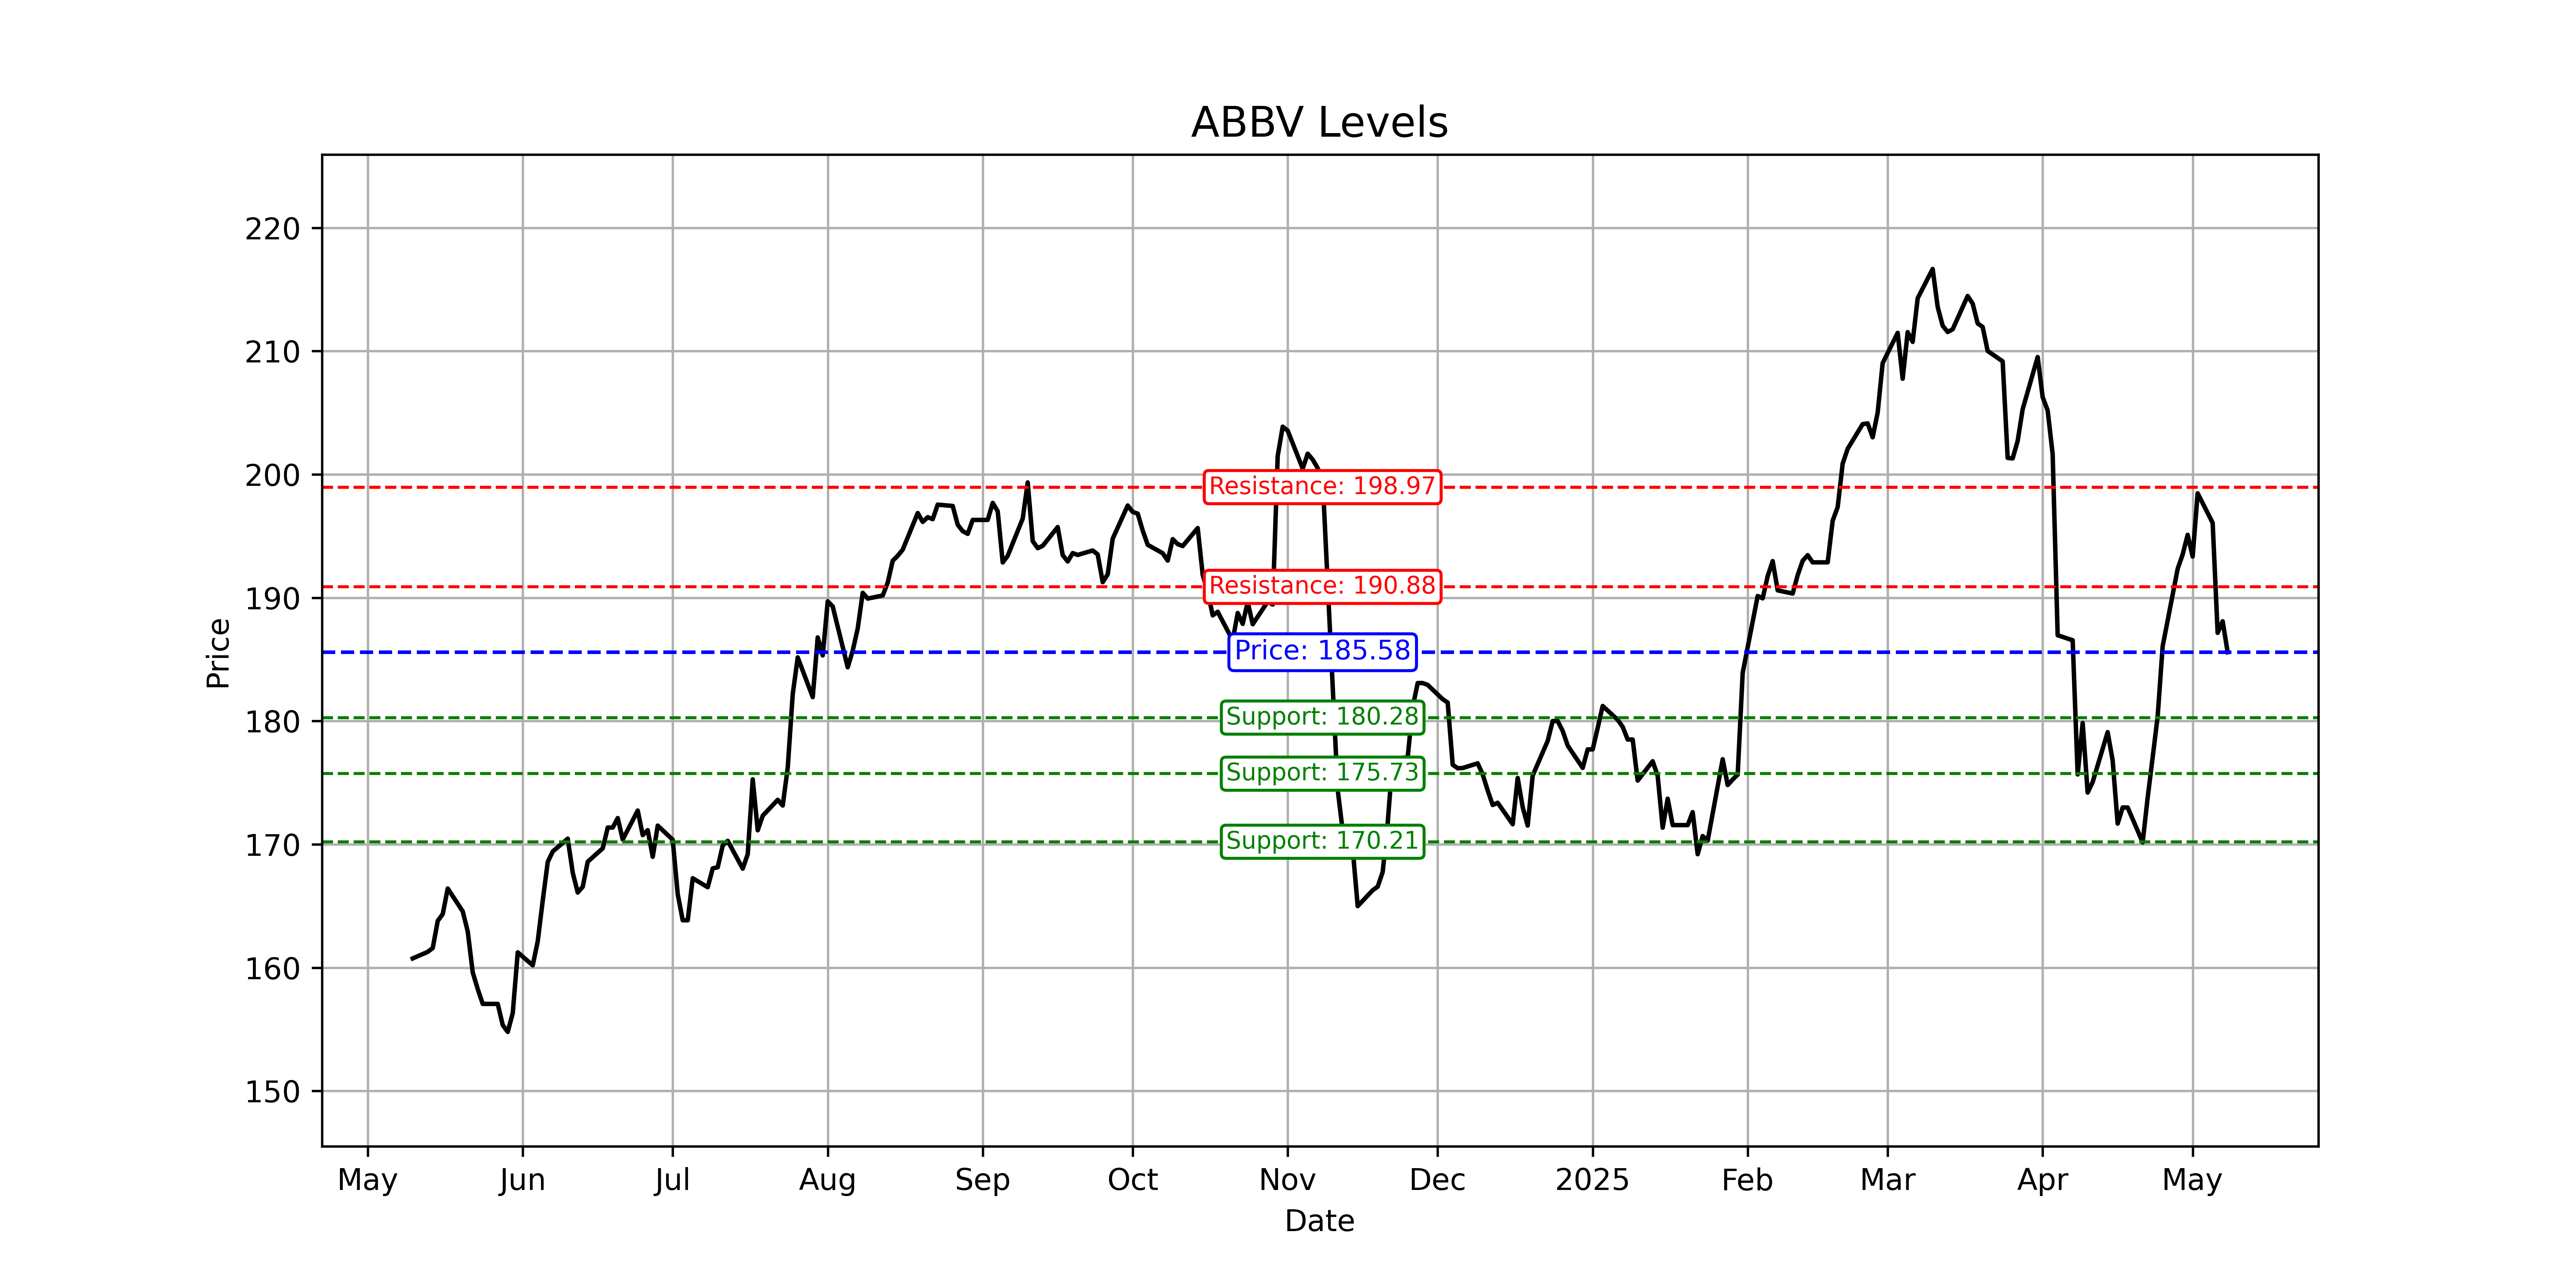 ABBV Levels
220
210
200
190
180
170
160
150
Price
Resistance: 198.97
Resistance: 190.88
Price: 185.58
Support: 180.28
Support: 175.73
Support: 170.21
May Jun Jul Aug Sep Oct Nov Dec 2025 Feb Mar Apr May
Date